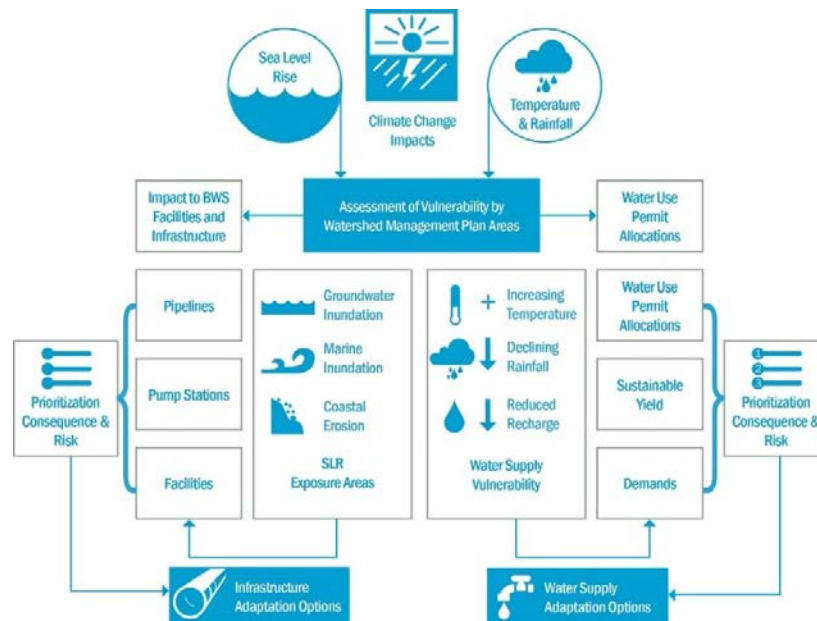 Sea Level
Rise
Climate Change
Impacts
Temperature
& Rainfall
Impact to BWS
Facilities and
Infrastructure
Assessment of Vulnerability by
Watershed Management Plan Areas
Water Use
Permit
Allocations
Prioritization
Consequence &
Risk
Pipelines
Pump Stations
Facilities
Groundwater
Inundation
Marine
Inundation
Coastal
Erosion
SLR
Exposure Areas
+ Increasing
Temperature
Declining
Rainfall
Reduced
Recharge
Water Supply
Vulnerability
Water Use
Permit
Allocations
Sustainable
Yield
Demands
1
2
3
Prioritization
Consequence &
Risk
Infrastructure
Adaptation Options
Water Supply
Adaptation Options